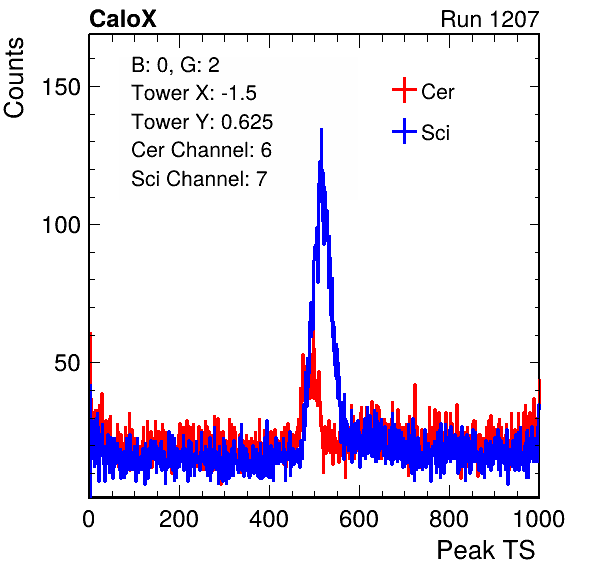 CaloX Run 1207
Counts
B: 0, G: 2
Tower X: -1.5
Tower Y: 0.625
Cer Channel: 6
Sci Channel: 7
Cer
Sci
150
100
50
0 200 400 600 800 1000
Peak TS